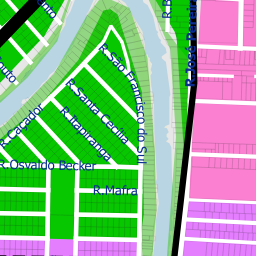 R. São Francisco do Sul
R. Santa Cecília
R. Itapiranga
R. Caçador
R. Osvaldo Becker
R. Mafra
R. José